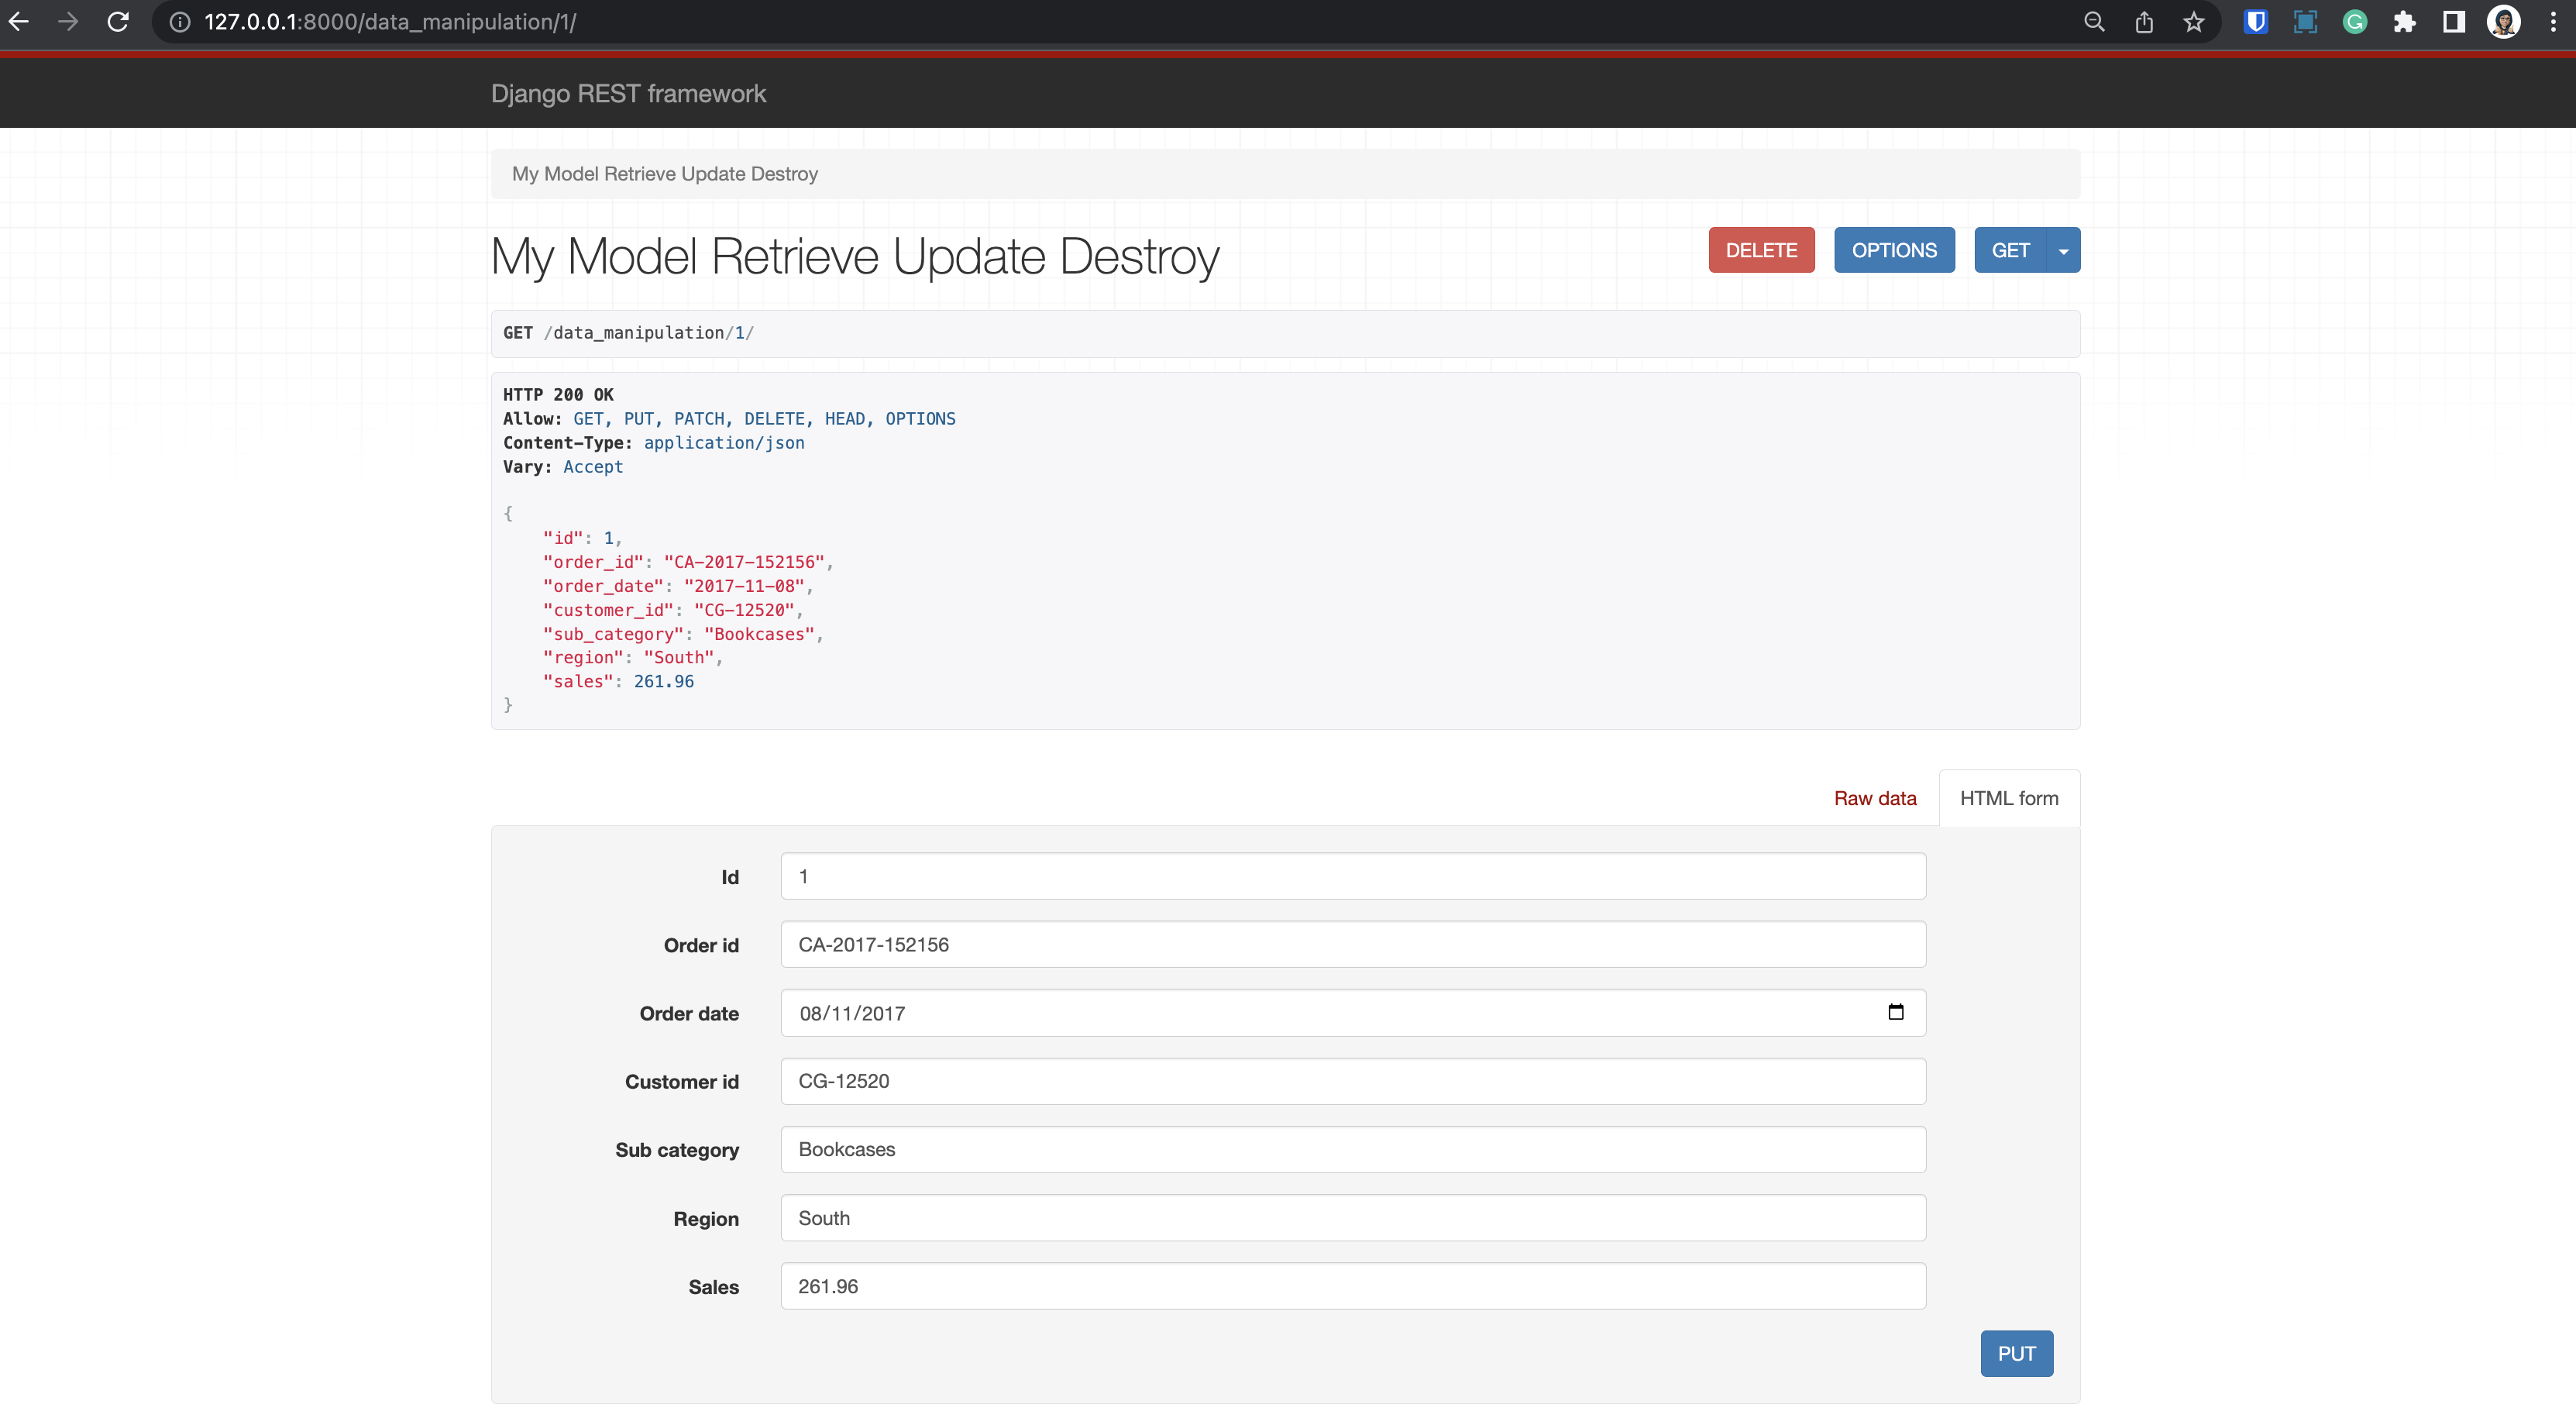 127.0.0.1:8000/data_manipulation/1/
Django REST framework
My Model Retrieve Update Destroy
My Model Retrieve Update Destroy
DELETE
OPTIONS
GET
GET /data_manipulation/1/
HTTP 200 OK
Allow: GET, PUT, PATCH, DELETE, HEAD, OPTIONS
Content-Type: application/json
Vary: Accept
{
    "id": 1,
    "order_id": "CA-2017-152156",
    "order_date": "2017-11-08",
    "customer_id": "CG-12520",
    "sub_category": "Bookcases",
    "region": "South",
    "sales": 261.96
}
Raw data
HTML form
Id 1
Order id CA-2017-152156
Order date 08/11/2017
Customer id CG-12520
Sub category Bookcases
Region South
Sales 261.96
PUT